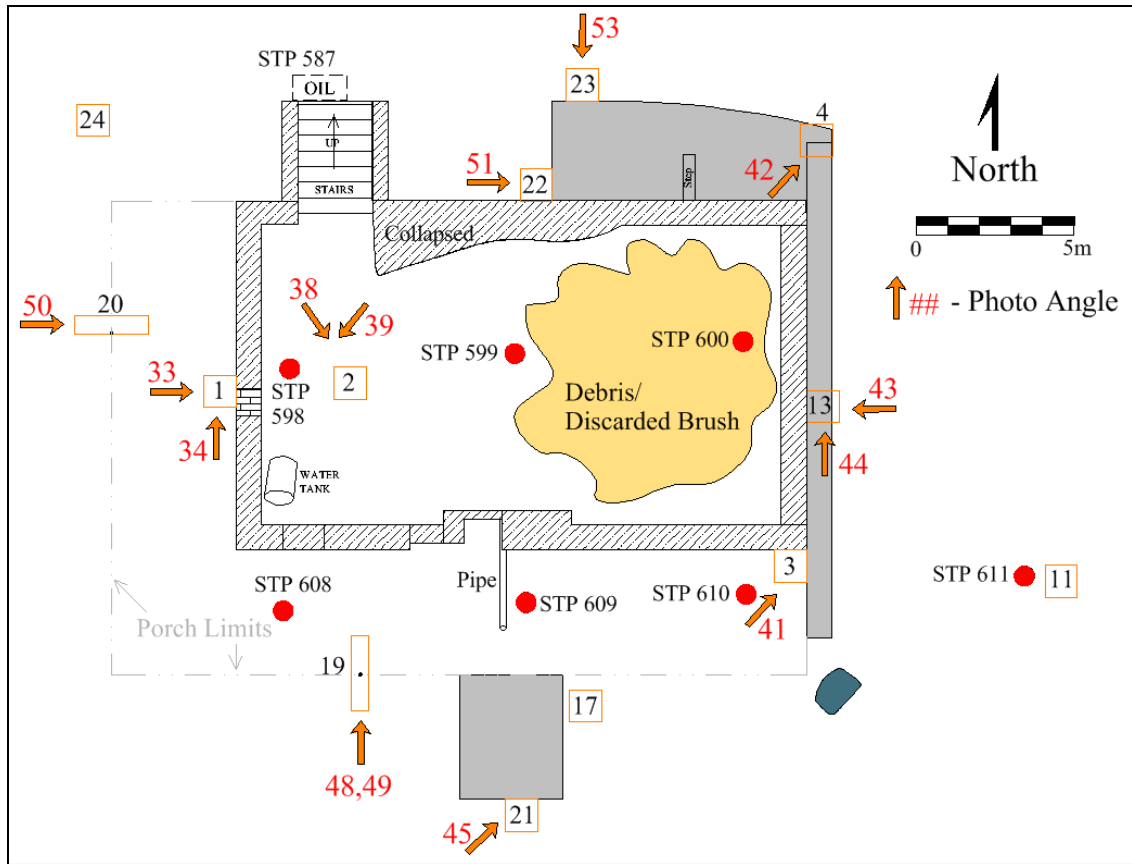 53
STP 587
OIL
23
24
4
UP
51
22
Step
42
North
STAIRS
Collapsed
0
5m
## - Photo Angle
38
39
50
20
STP 599
STP 600
33
1
STP
598
2
Debris/
Discarded Brush
13
43
34
44
WATER
TANK
3
STP 608
Pipe
STP 609
STP 610
STP 611
11
41
Porch Limits
19
17
48,49
21
45